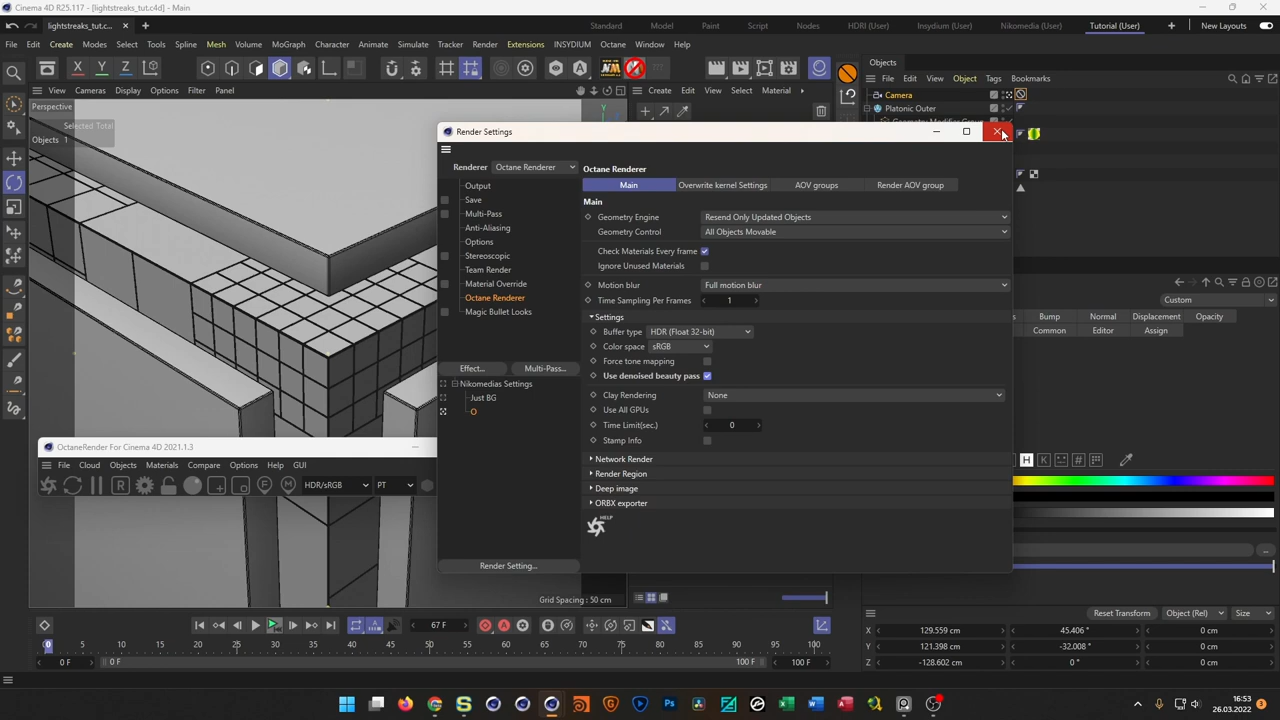 Cinema 4D R25.117 - [lightstreaks_tut.c4d] - Main
lightstreaks_tut.c...
Standard Model Paint Script Nodes HDRI (User) Insydium (User) Nikomedia (User) Tutorial (User) New Layouts
File Edit Create Modes Select Tools Spline Mesh Volume MoGraph Character Animate Simulate Tracker Render Extensions INSYDIUM Octane Window Help
X Y Z
View Cameras Display Options Filter Panel
Create Edit View Select Material
Objects
File Edit View Object Tags Bookmarks
Camera
Platonic Outer
Perspective
Selected Total
Objects 1
Y
Render Settings
Renderer Octane Renderer
Output
Save
Multi-Pass
Anti-Aliasing
Options
Stereoscopic
Team Render
Material Override
Octane Renderer
Magic Bullet Looks
Effect... Multi-Pass...
Nikomedias Settings
Just BG
O
Render Setting...
Octane Renderer
Main Overwrite kernel Settings AOV groups Render AOV group
Main
Geometry Engine Resend Only Updated Objects
Geometry Control All Objects Movable
Check Materials Every frame
Ignore Unused Materials
Motion blur Full motion blur
Time Sampling Per Frames 1
Settings
Buffer type HDR (Float 32-bit)
Color space sRGB
Force tone mapping
Use denoised beauty pass
Clay Rendering None
Use All GPUs
Time Limit(sec.) 0
Stamp Info
Network Render
Render Region
Deep image
ORBX exporter
HELP
Custom
Bump Normal Displacement Opacity
Common Editor Assign
H K
...
OctaneRender For Cinema 4D 2021.1.3
File Cloud Objects Materials Compare Options Help GUI
R F M HDR/sRGB PT
Grid Spacing : 50 cm
Reset Transform Object (Rel) Size
X 129.559 cm 45.406 ° 0 cm
Y 121.398 cm -32.008 ° 0 cm
Z -128.602 cm 0 ° 0 cm
67 F
0 5 10 15 20 25 30 35 40 45 50 55 60 65 70 75 80 85 90 95 100
0 F 0 F 100 F 100 F
16:53
26.03.2022